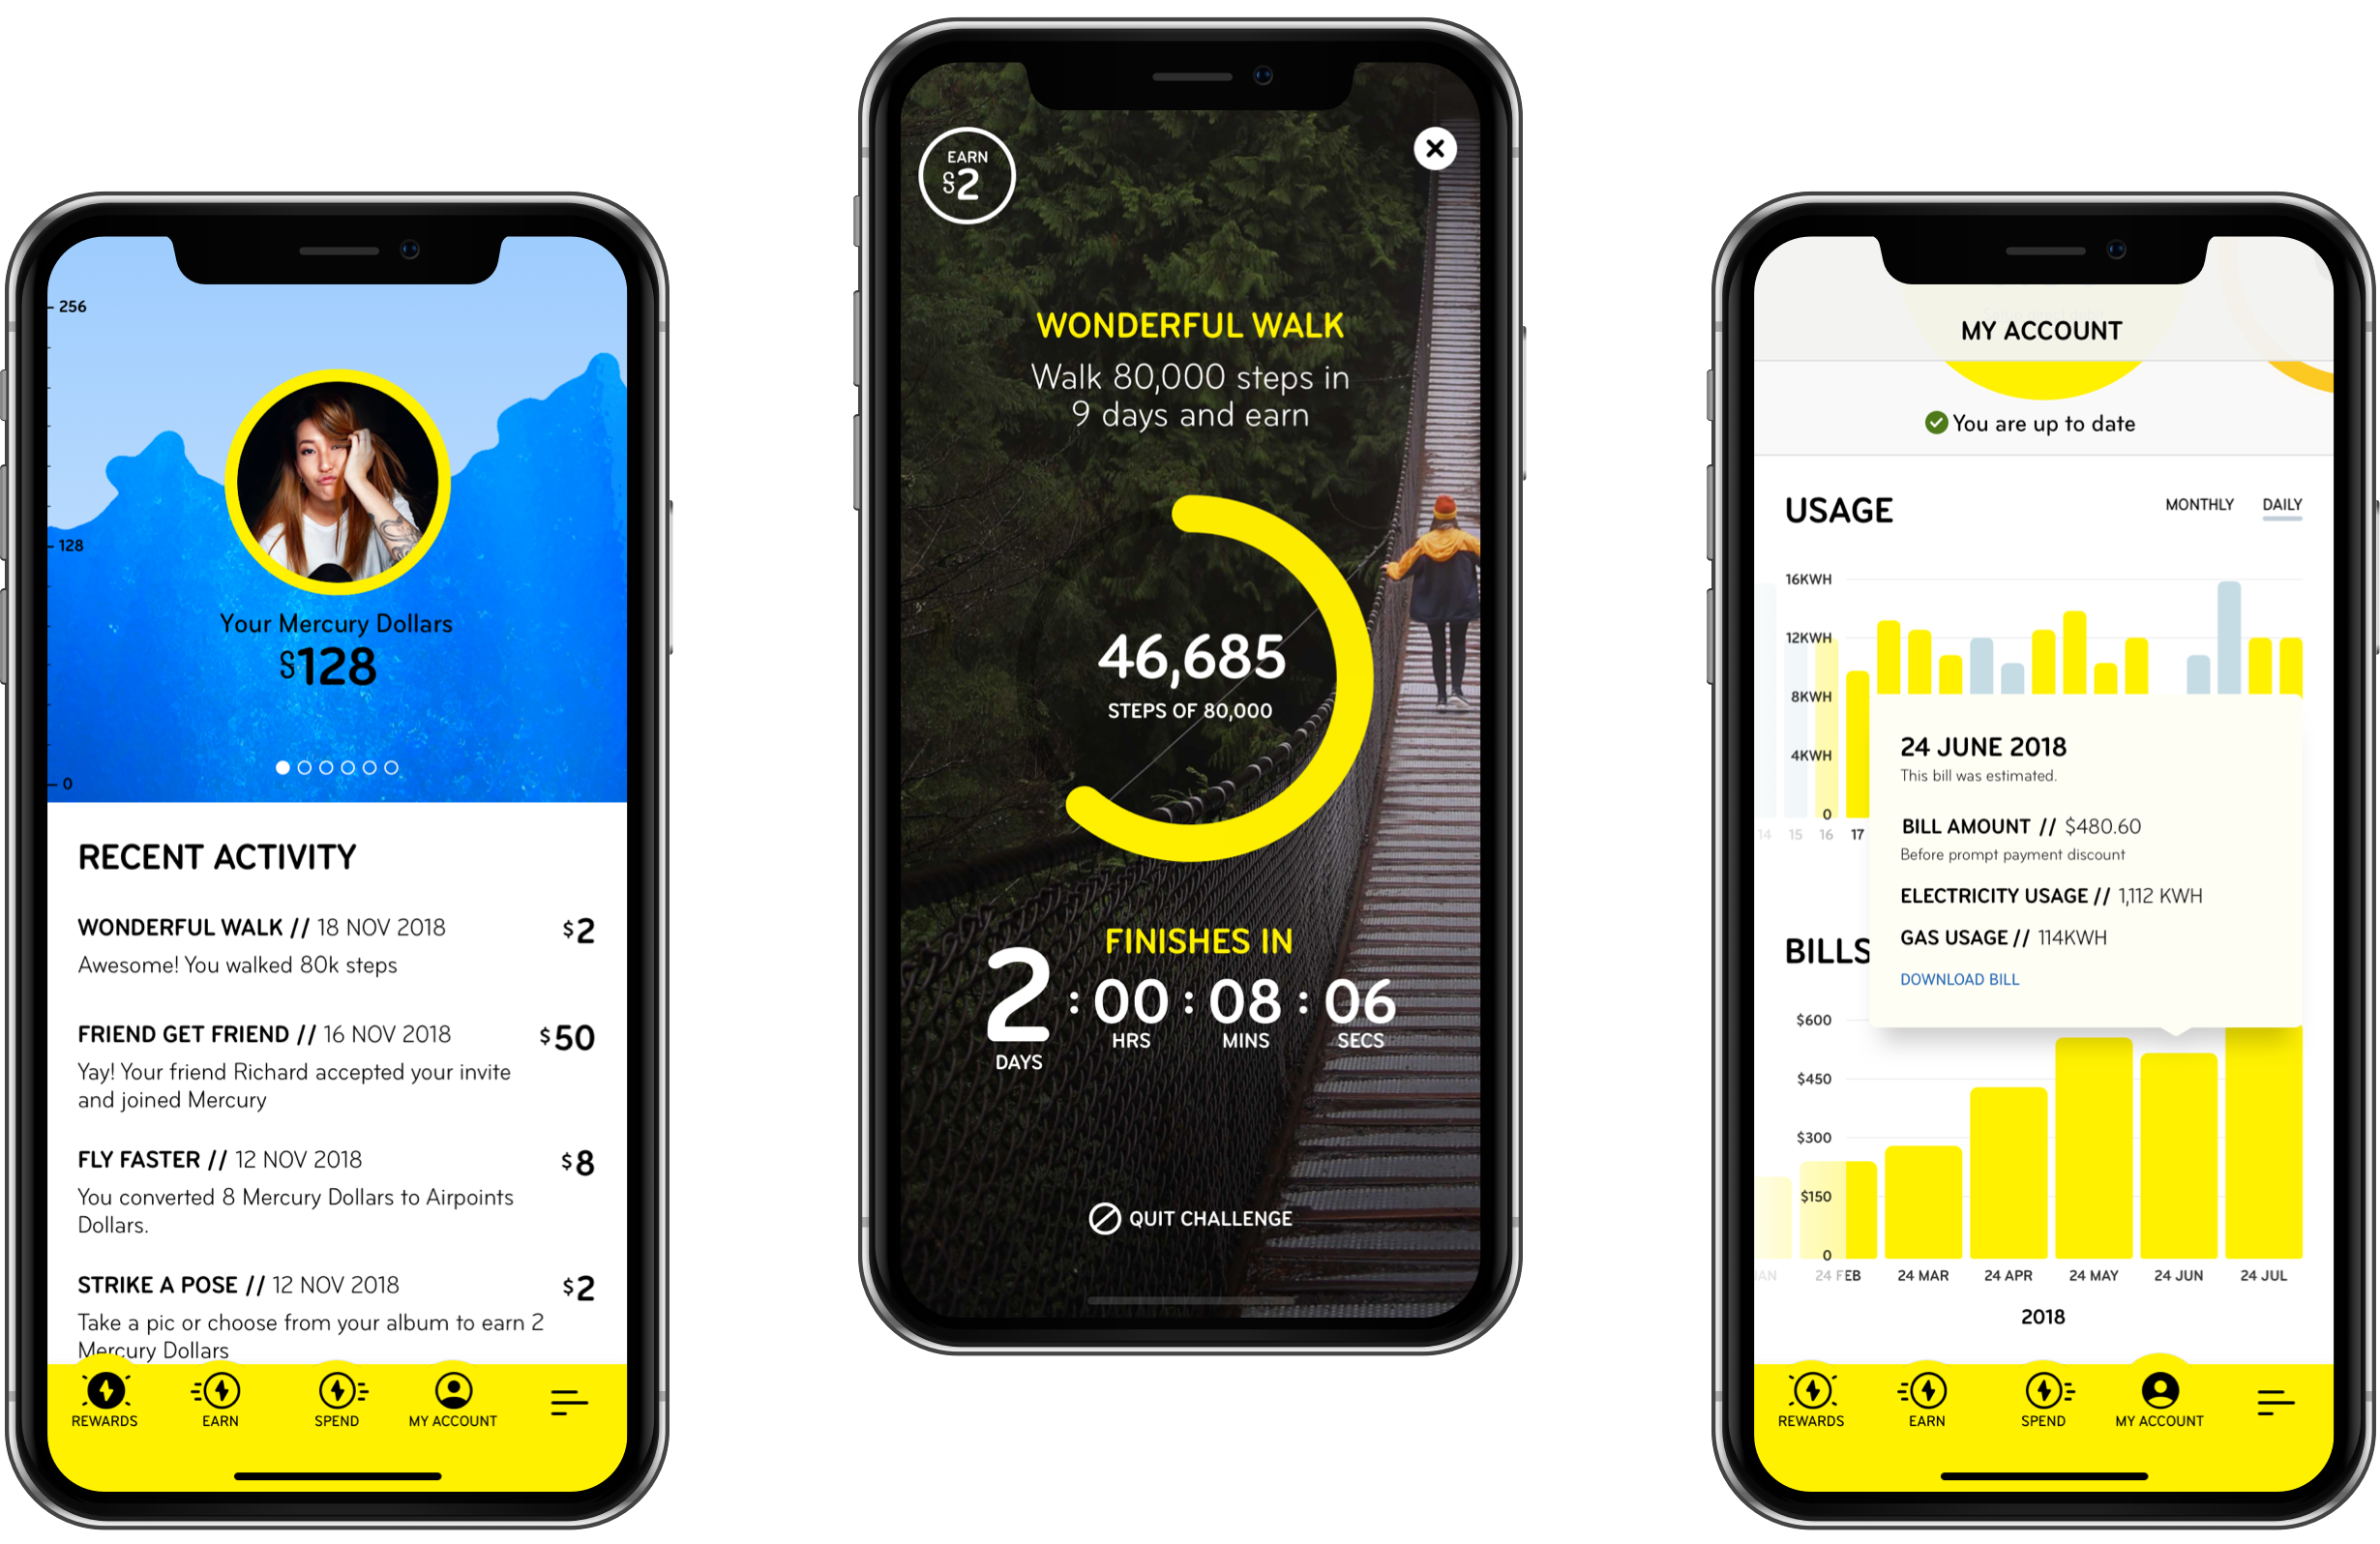 256
128
0
Your Mercury Dollars
$128
RECENT ACTIVITY
WONDERFUL WALK // 18 NOV 2018
$2
Awesome! You walked 80k steps
FRIEND GET FRIEND // 16 NOV 2018
$50
Yay! Your friend Richard accepted your invite
and joined Mercury
FLY FASTER // 12 NOV 2018
$8
You converted 8 Mercury Dollars to Airpoints
Dollars.
STRIKE A POSE // 12 NOV 2018
$2
Take a pic or choose from your album to earn 2
Mercury Dollars
REWARDS EARN SPEND MY ACCOUNT
EARN
$2
WONDERFUL WALK
Walk 80,000 steps in
9 days and earn
46,685
STEPS OF 80,000
FINISHES IN
2 : 00 : 08 : 06
DAYS HRS MINS SECS
QUIT CHALLENGE
MY ACCOUNT
You are up to date
USAGE
MONTHLY DAILY
16KWH
12KWH
8KWH
4KWH
0
14 15 16 17
24 JUNE 2018
This bill was estimated.
BILL AMOUNT // $480.60
Before prompt payment discount
ELECTRICITY USAGE // 1,112 KWH
GAS USAGE // 114KWH
DOWNLOAD BILL
BILLS
$600
$450
$300
$150
0
24 FEB 24 MAR 24 APR 24 MAY 24 JUN 24 JUL
2018
REWARDS EARN SPEND MY ACCOUNT